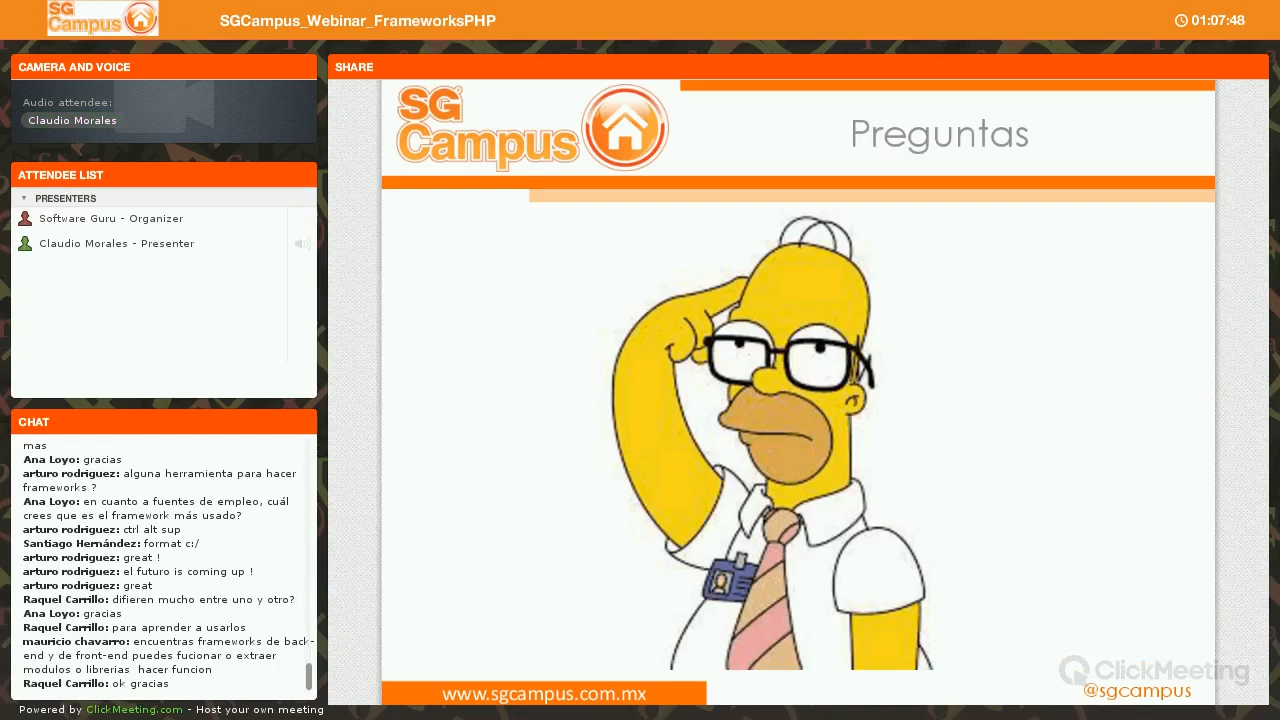 SG
Campus
SGCampus_Webinar_FrameworksPHP
01:07:48
CAMERA AND VOICE
Audio attendee:
Claudio Morales
ATTENDEE LIST
PRESENTERS
Software Guru - Organizer
Claudio Morales - Presenter
CHAT
mas
Ana Loyo: gracias
arturo rodriguez: alguna herramienta para hacer
frameworks ?
Ana Loyo: en cuanto a fuentes de empleo, cuál
crees que es el framework más usado?
arturo rodriguez: ctrl alt sup
Santiago Hernández: format c:/
arturo rodriguez: great !
arturo rodriguez: el futuro is coming up !
arturo rodriguez: great
Raquel Carrillo: difieren mucho entre uno y otro?
Ana Loyo: gracias
Raquel Carrillo: para aprender a usarlos
mauricio chavarro: encuentras frameworks de back-
end y de front-end puedes fucionar o extraer
modulos o librerias  hacer funcion
Raquel Carrillo: ok gracias
Powered by ClickMeeting.com - Host your own meeting
SHARE
SG
Campus
Preguntas
www.sgcampus.com.mx
ClickMeeting
@sgcampus